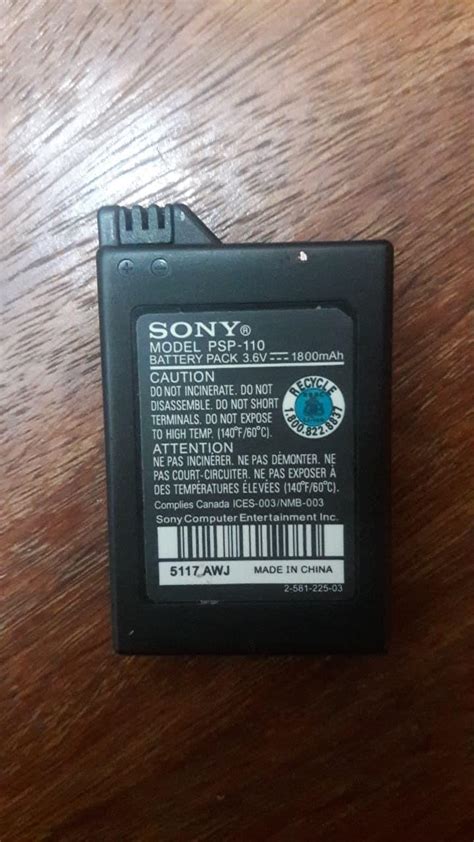 + −
SONY®
MODEL PSP-110
BATTERY PACK 3.6V⎓1800mAh
CAUTION
DO NOT INCINERATE. DO NOT
DISASSEMBLE. DO NOT SHORT
TERMINALS. DO NOT EXPOSE
TO HIGH TEMP. (140°F/60°C).
RECYCLE
1.800.822.8837
ATTENTION
NE PAS INCINÉRER. NE PAS DÉMONTER. NE
PAS COURT-CIRCUITER. NE PAS EXPOSER À
DES TEMPÉRATURES ÉLEVÉES (140°F/60°C).
Complies Canada ICES-003/NMB-003
Sony Computer Entertainment Inc.
5117 AWJ MADE IN CHINA
2-581-225-03